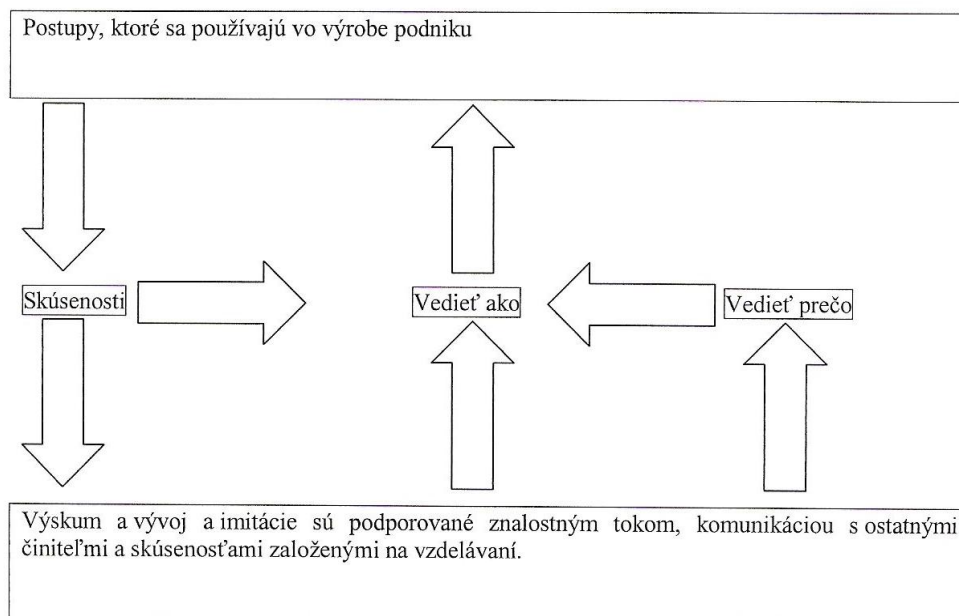 Postupy, ktoré sa používajú vo výrobe podniku
Skúsenosti
Vedieť ako
Vedieť prečo
Výskum a vývoj a imitácie sú podporované znalostným tokom, komunikáciou s ostatnými
činiteľmi a skúsenosťami založenými na vzdelávaní.